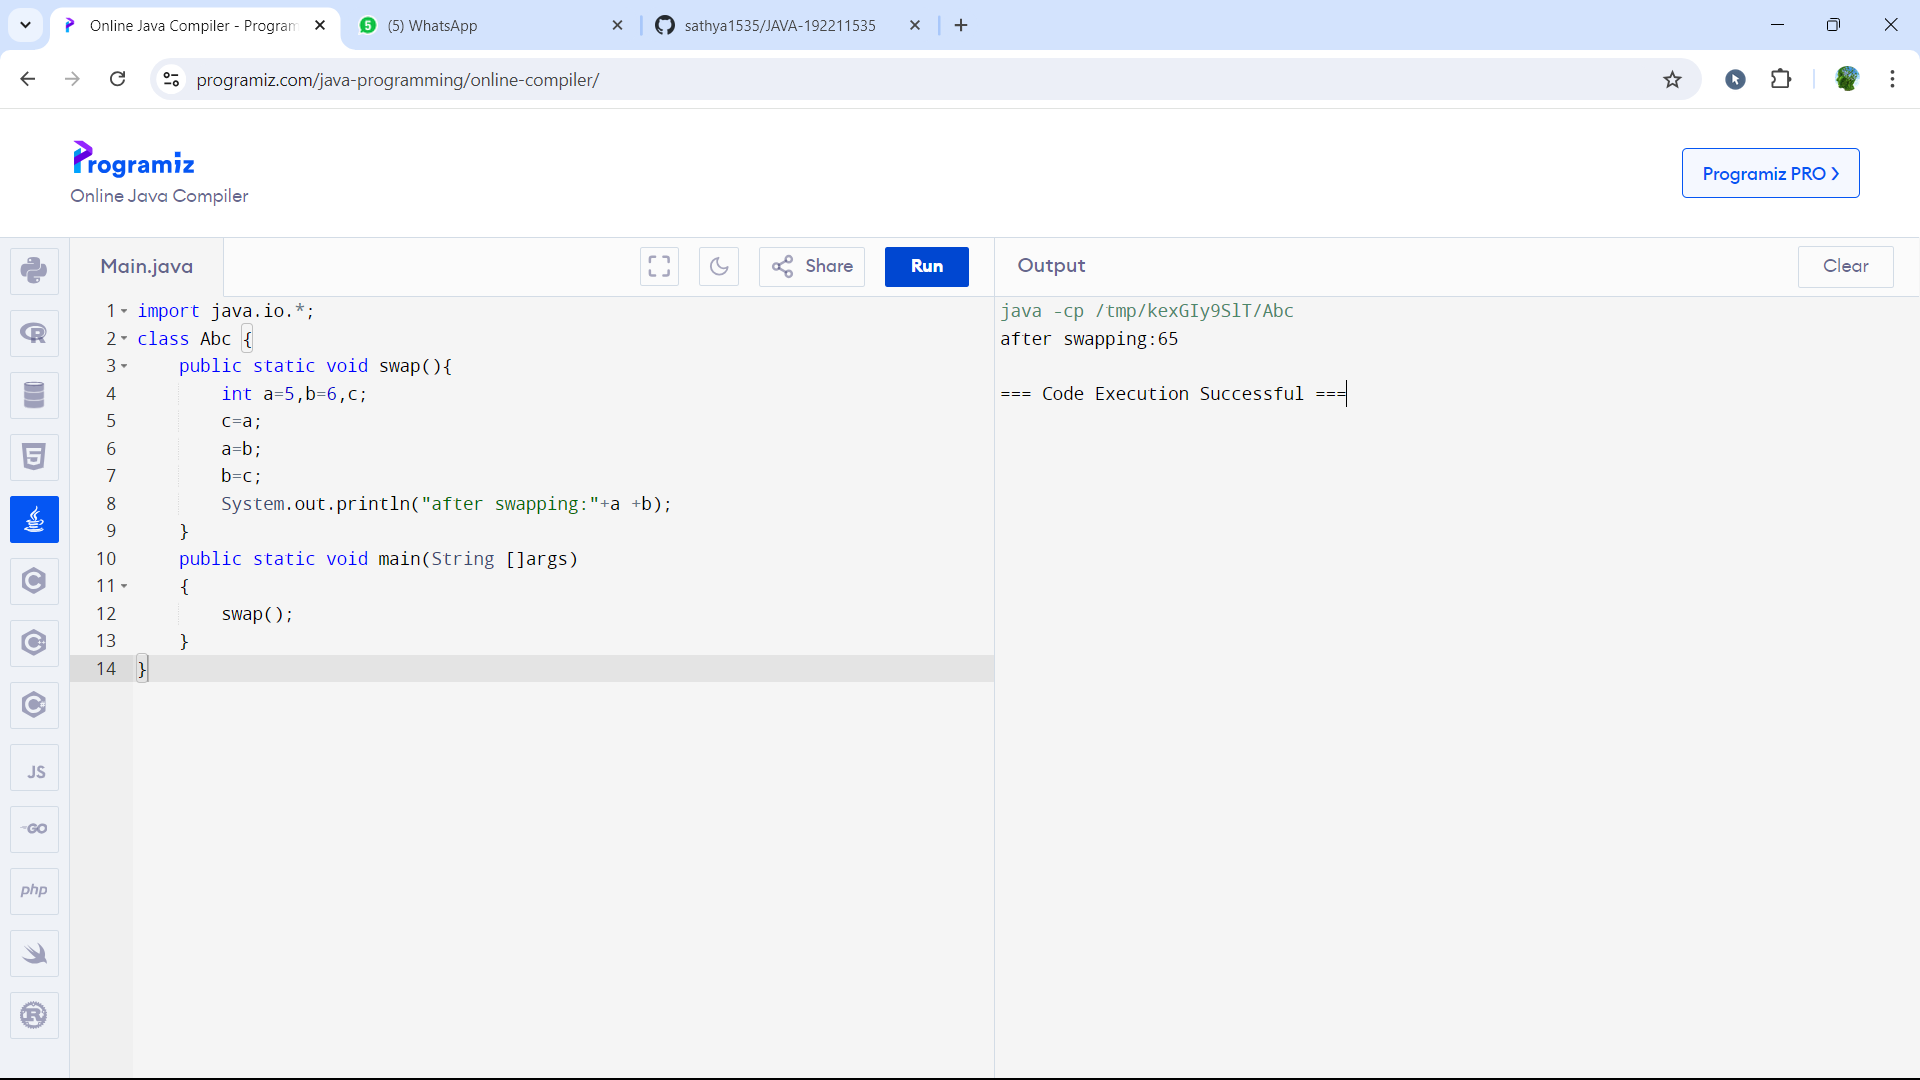 Online Java Compiler - Program
(5) WhatsApp
sathya1535/JAVA-192211535
programiz.com/java-programming/online-compiler/
Programiz
Online Java Compiler
Programiz PRO
Main.java
Share
Run
Output
Clear
1 import java.io.*;
2 class Abc {
3     public static void swap(){
4         int a=5,b=6,c;
5         c=a;
6         a=b;
7         b=c;
8         System.out.println("after swapping:"+a +b);
9     }
10     public static void main(String []args)
11     {
12         swap();
13     }
14 }
java -cp /tmp/kexGIy9SlT/Abc
after swapping:65
=== Code Execution Successful ===
5
R
5
C
C
C
JS
GO
php
R